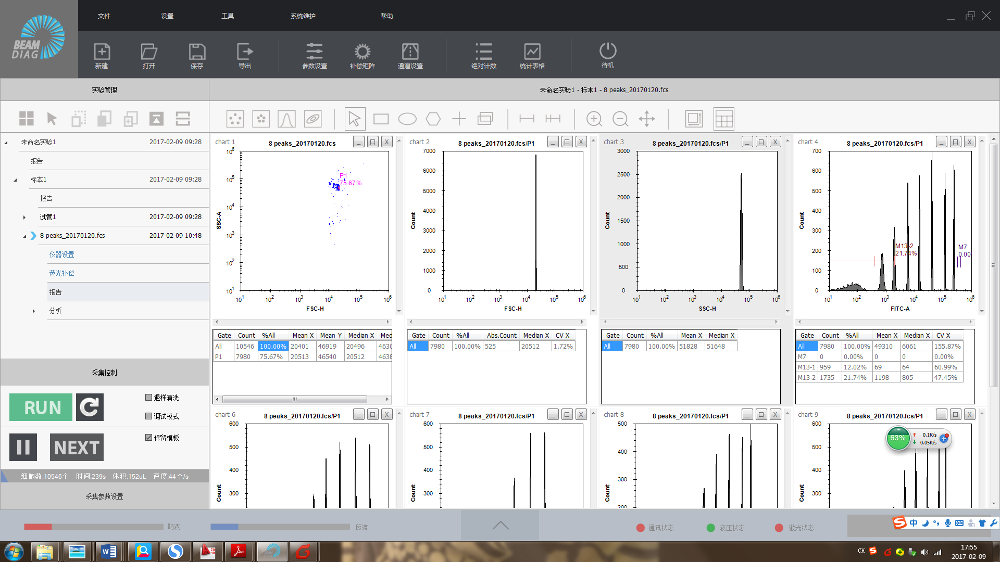 BEAM
DIAG
文件 设置 工具 系统维护 帮助
新建 打开 保存 导出 参数设置 补偿矩阵 通道设置 绝对计数 统计表格 待机
实验管理
未命名实验1 - 标本1 - 8 peaks_20170120.fcs
未命名实验1 2017-02-09 09:28
报告
标本1 2017-02-09 09:28
报告
试管1 2017-02-09 09:28
8 peaks_20170120.fcs 2017-02-09 10:48
仪器设置
荧光补偿
报告
分析
采集控制
RUN
退样清洗
调试模式
NEXT
保留模板
细胞数:10546个 时间:239s 体积:152uL 速度:44个/s
采集参数设置
chart 1
8 peaks_20170120.fcs
_ 口 X
10^6
10^5
10^4
10^3
10^2
10^1
SSC-A
P1
75.67%
10^1 10^2 10^3 10^4 10^5 10^6
FSC-H
Gate Count %All Mean X Mean Y Median X Med
All 10546 100.00% 20401 46919 20496 4630
P1 7980 75.67% 20513 46540 20512 4638
chart 2
8 peaks_20170120.fcs/P1
_ 口 X
7000
6000
5000
4000
3000
2000
1000
0
Count
10^1 10^2 10^3 10^4 10^5 10^6
FSC-H
Gate Count %All Abs.Count Median X CV X
All 7980 100.00% 525 20512 1.72%
chart 3
8 peaks_20170120.fcs/P1
_ 口 X
3000
2500
2000
1500
1000
500
0
Count
10^1 10^2 10^3 10^4 10^5 10^6
SSC-H
Gate Count %All Mean X Median X
All 7980 100.00% 51828 51648
chart 4
8 peaks_20170120.fcs/P1
_ 口 X
700
600
500
400
300
200
100
0
Count
M13-2
21.74%
M7
0.00
10^1 10^2 10^3 10^4 10^5 10^6
FITC-A
Gate Count %All Mean X Median X CV X
All 7980 100.00% 49310 6061 155.87%
M7 0 0.00% 0 0 0.00%
M13-1 959 12.02% 69 64 60.99%
M13-2 1735 21.74% 1198 805 47.45%
chart 6
8 peaks_20170120.fcs/P1
_ 口 X
600
500
400
300
Count
chart 7
8 peaks_20170120.fcs/P1
_ 口 X
600
500
400
300
Count
chart 8
8 peaks_20170120.fcs/P1
_ 口 X
500
400
300
200
Count
chart 9
8 peaks_20170120.fcs/P1
_ 口 X
600
500
400
300
Count
63%
0.1K/s
0.05K/s
鞘液 废液 通讯状态 液压状态 激光状态
中
CH
17:55
2017-02-09